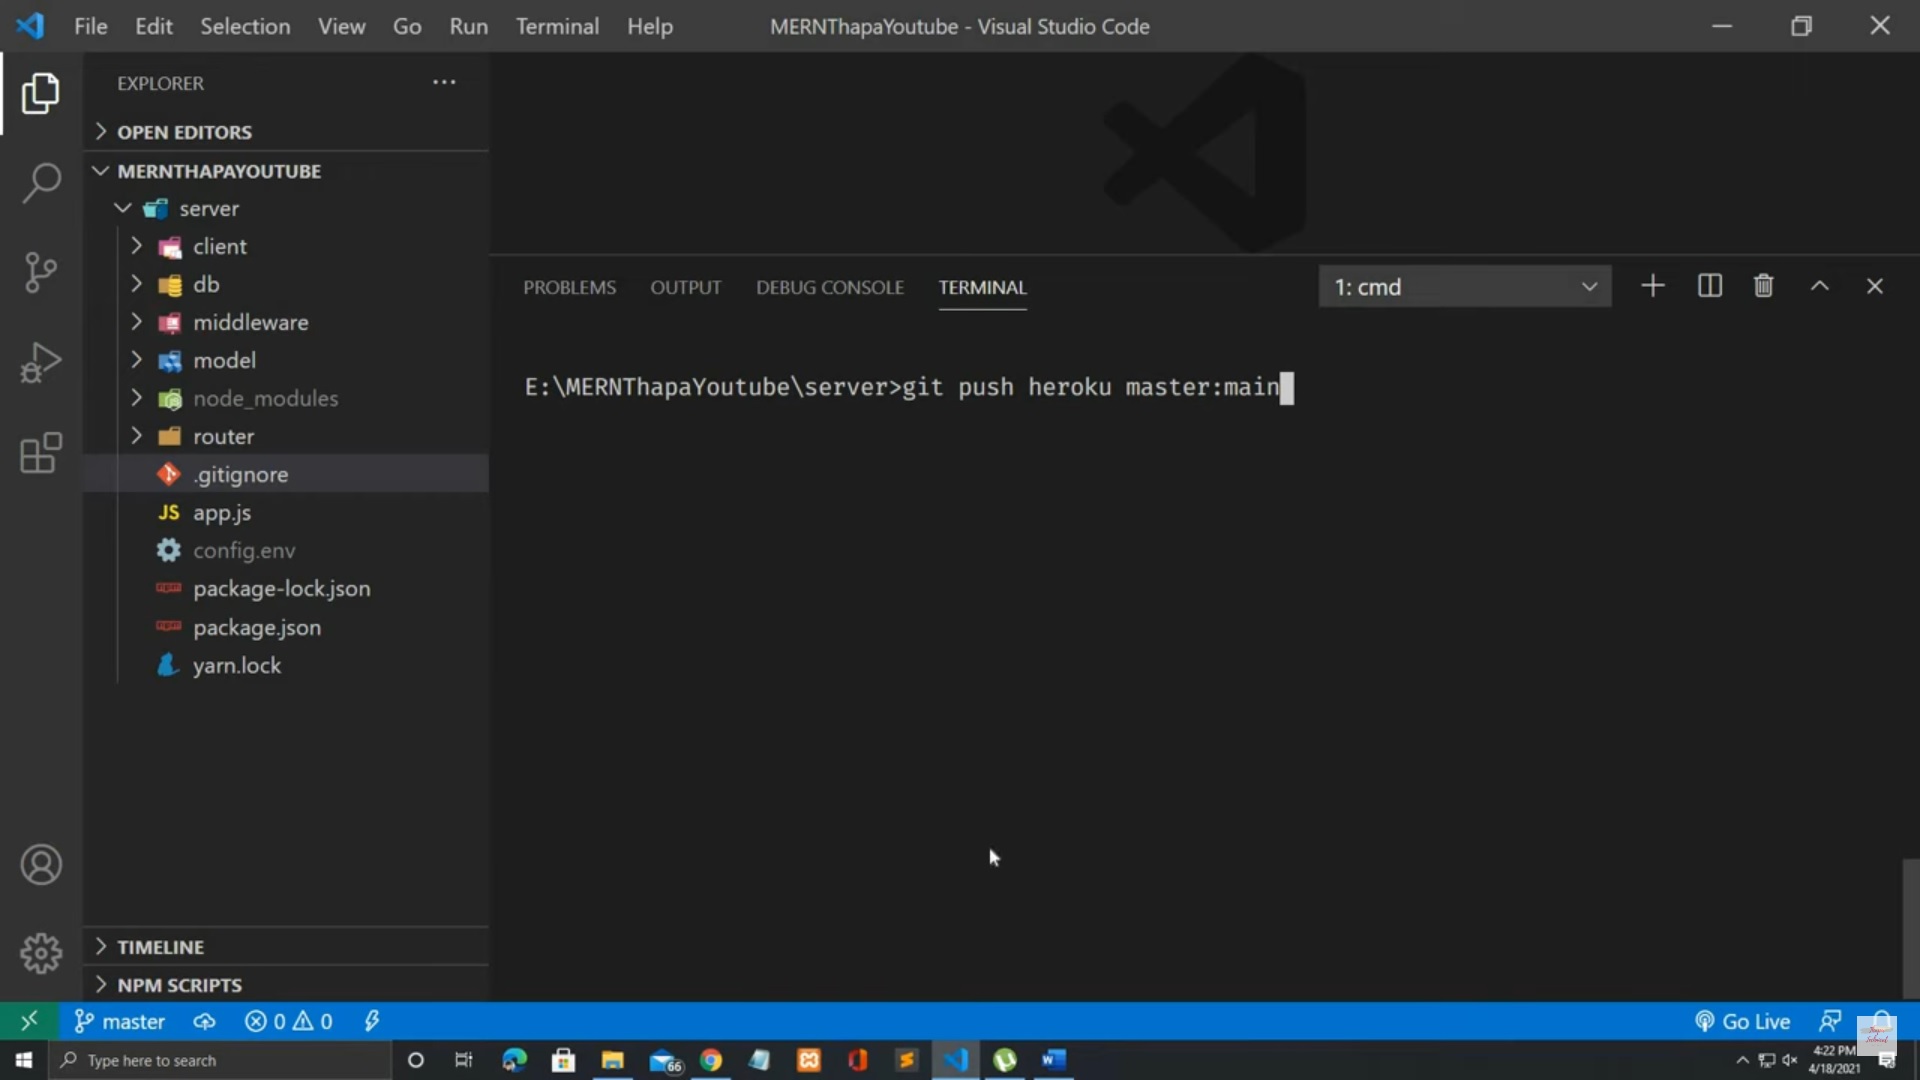 File Edit Selection View Go Run Terminal Help
MERNThapaYoutube - Visual Studio Code
EXPLORER
OPEN EDITORS
MERNTHAPAYOUTUBE
server
client
db
middleware
model
node_modules
router
.gitignore
JS app.js
config.env
package-lock.json
package.json
yarn.lock
TIMELINE
NPM SCRIPTS
PROBLEMS OUTPUT DEBUG CONSOLE TERMINAL
1: cmd
E:\MERNThapaYoutube\server>git push heroku master:main
master
0 0
Go Live
Type here to search
66
4:22 PM
4/18/2021